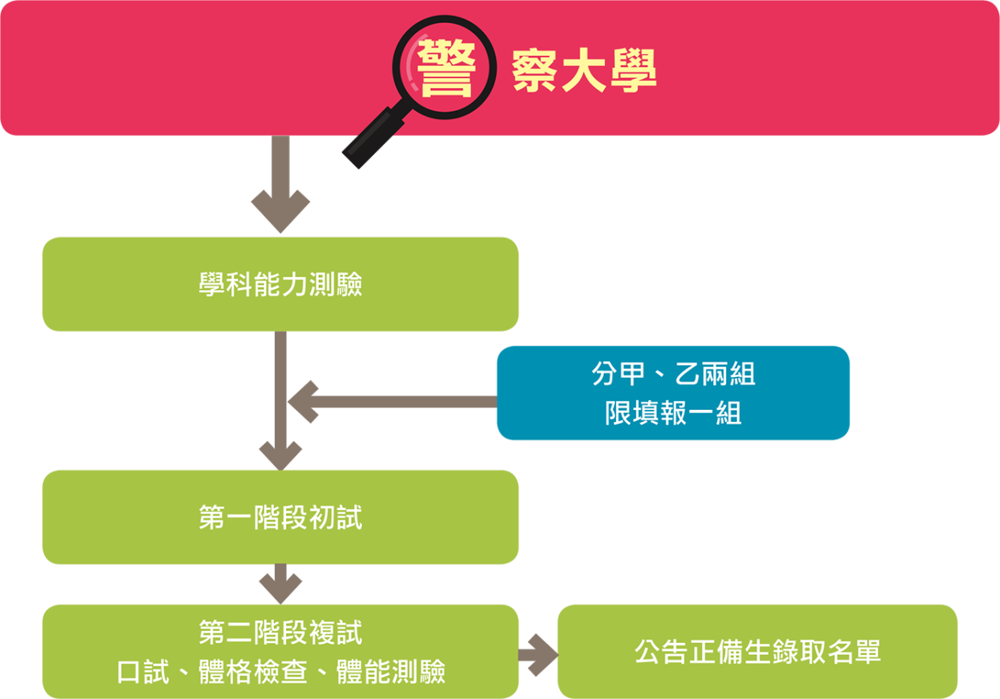 警察大學
學科能力測驗
分甲、乙兩組
限填報一組
第一階段初試
第二階段複試
口試、體格檢查、體能測驗
公告正備生錄取名單